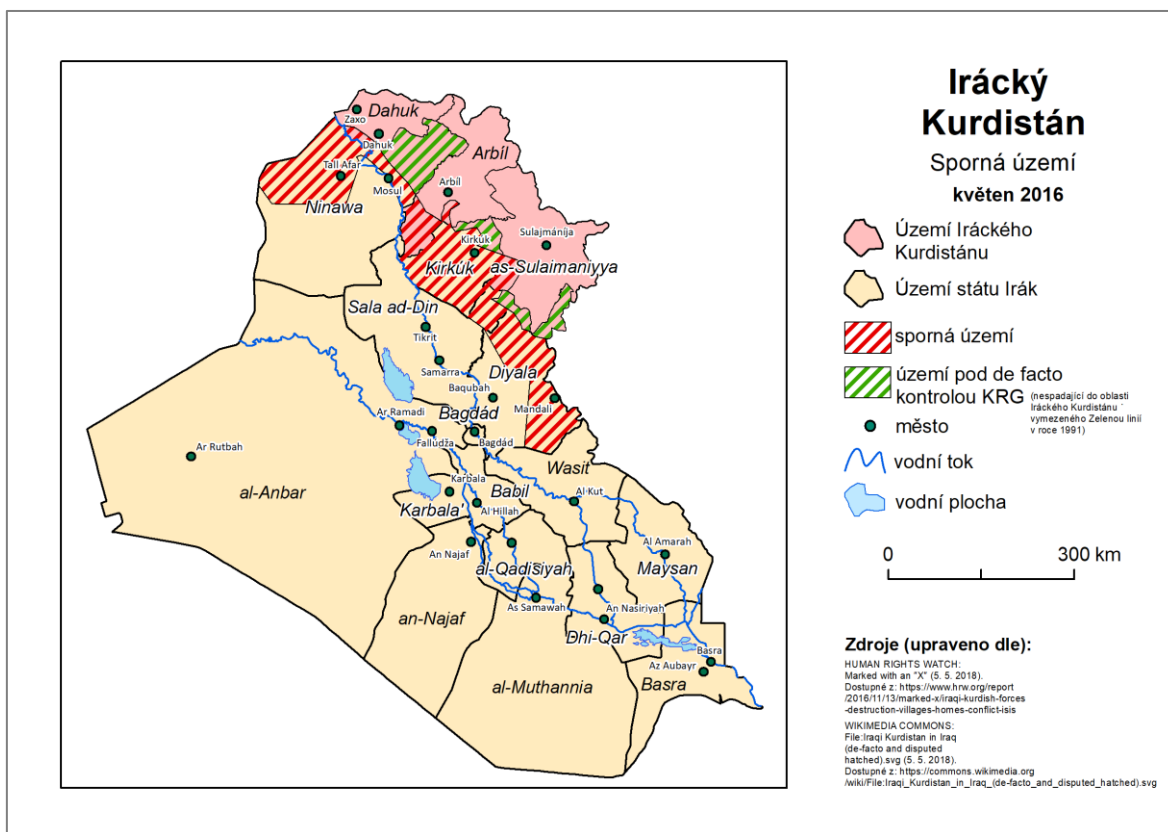 Irácký
Kurdistán
Sporná území
květen 2016
Území Iráckého
Kurdistánu
Území státu Irák
sporná území
území pod de facto
kontrolou KRG (nespadající do oblasti
Iráckého Kurdistánu
vymezeného Zelenou linií
v roce 1991)
město
vodní tok
vodní plocha
0 300 km
Zdroje (upraveno dle):
HUMAN RIGHTS WATCH:
Marked with an "X" (5. 5. 2018).
Dostupné z: https://www.hrw.org/report
/2016/11/13/marked-x/iraqi-kurdish-forces
-destruction-villages-homes-conflict-isis
WIKIMEDIA COMMONS:
File:Iraqi Kurdistan in Iraq
(de-facto and disputed
hatched).svg (5. 5. 2018).
Dostupné z: https://commons.wikimedia.org
/wiki/File:Iraqi_Kurdistan_in_Iraq_(de-facto_and_disputed_hatched).svg
Dahuk
Zaxo
Dahuk
Arbíl
Tall Afar
Mosul
Arbíl
Ninawa
Sulajmánija
Kirkúk
Kirkúk
as-Sulaimaniyya
Sala ad-Din
Tikrit
Samarra
Diyala
Baqubah
Mandali
Bagdád
Ar Ramadi
Falludža
Bagdád
Ar Rutbah
Wasit
al-Anbar
Karbala
Babil
Al Kut
Karbala'
Al Hillah
An Najaf
Al Amarah
al-Qadisiyah
Maysan
As Samawah
An Nasiriyah
an-Najaf
Dhi-Qar
Basra
Az Aubayr
al-Muthannia
Basra